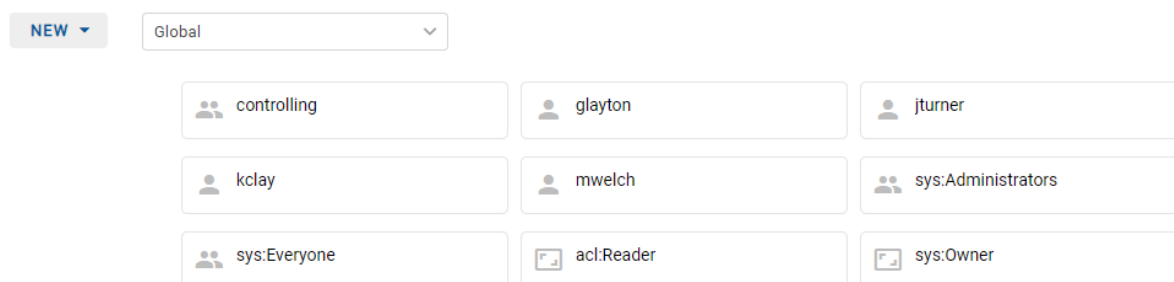 NEW Global
controlling glayton jturner
kclay mwelch sys:Administrators
sys:Everyone acl:Reader sys:Owner